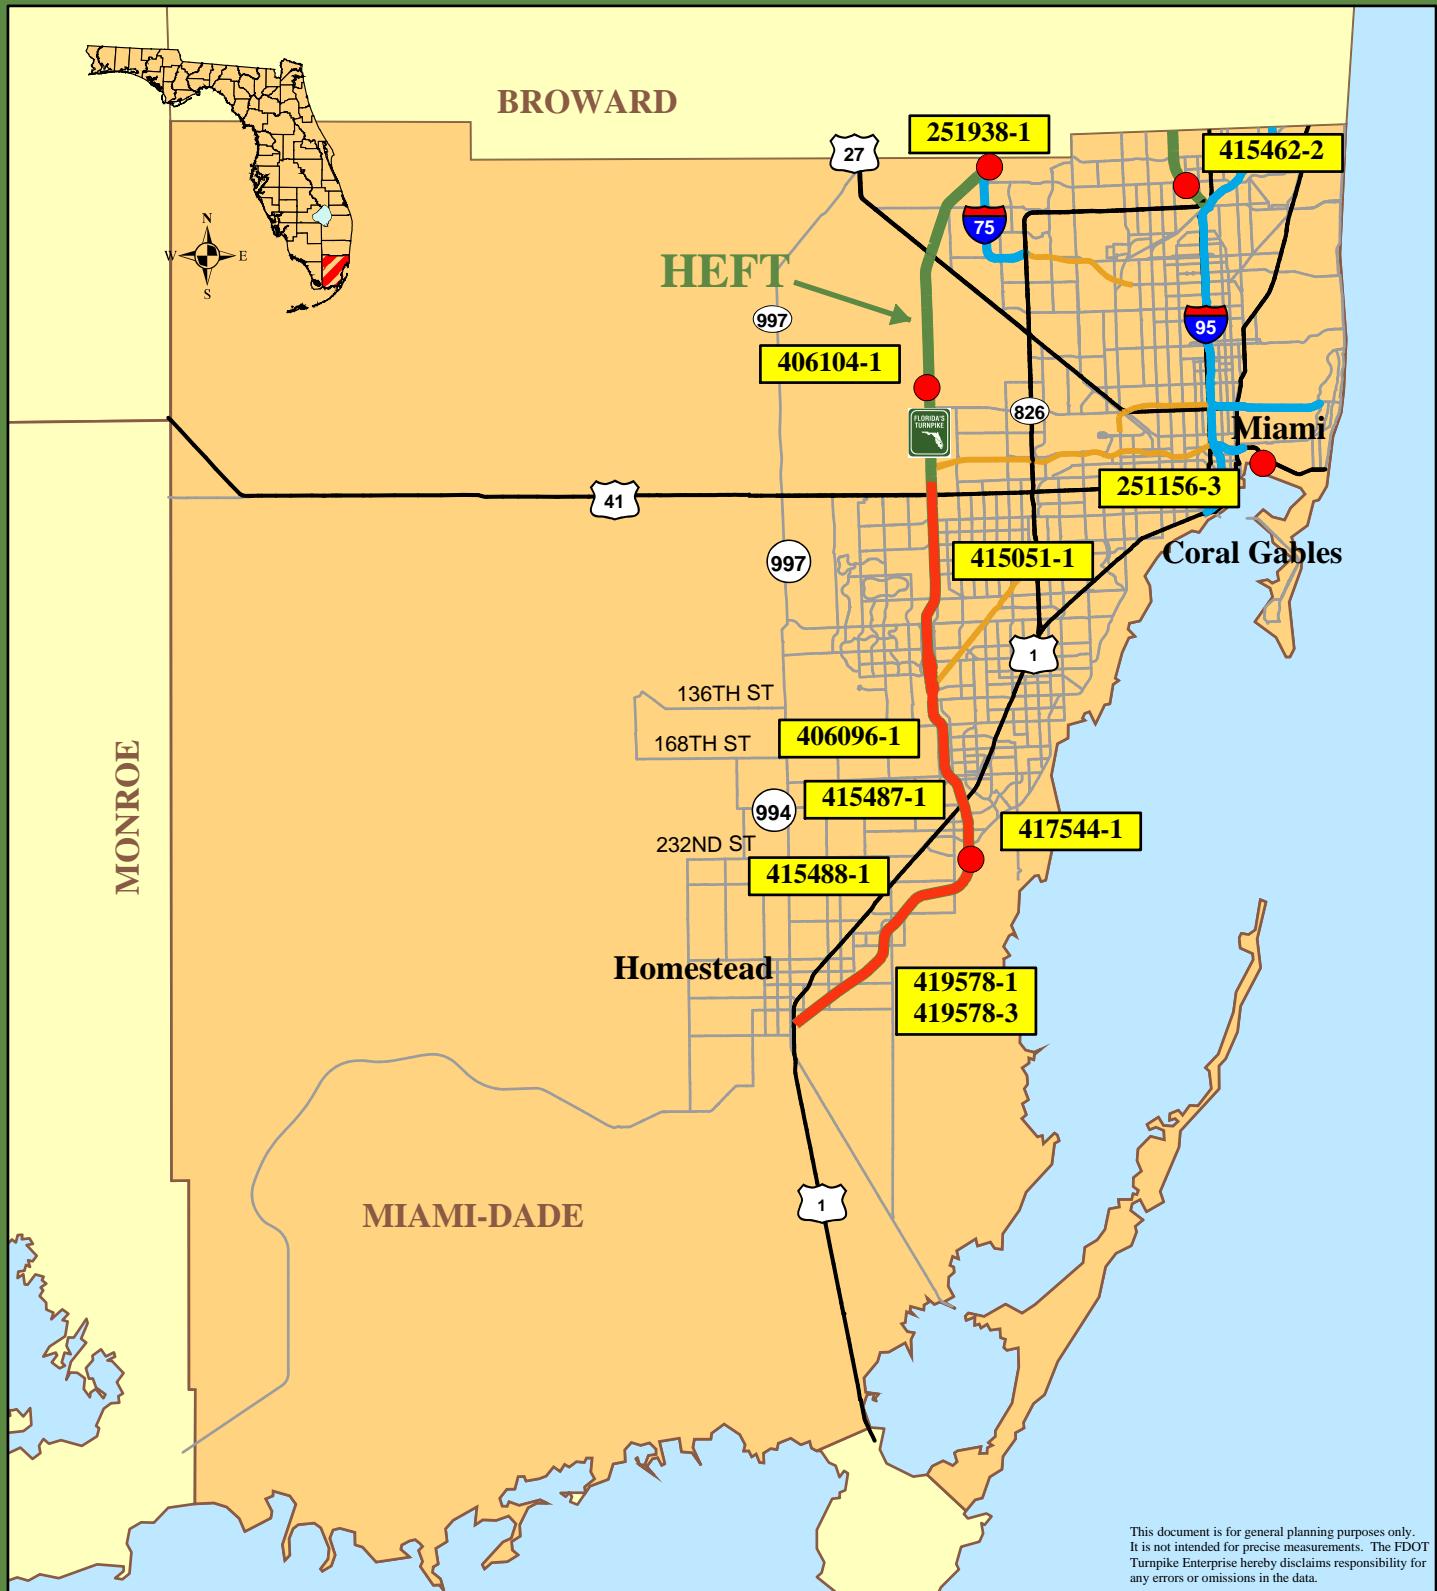 BROWARD
251938-1
415462-2
27
N
W
E
S
75
HEFT
997
95
406104-1
826
FLORIDA'S
TURNPIKE
Miami
251156-3
41
997
415051-1
Coral Gables
1
136TH ST
406096-1
168TH ST
MONROE
415487-1
994
417544-1
232ND ST
415488-1
Homestead
419578-1
419578-3
1
MIAMI-DADE
This document is for general planning purposes only.
It is not intended for precise measurements. The FDOT
Turnpike Enterprise hereby disclaims responsibility for
any errors or omissions in the data.